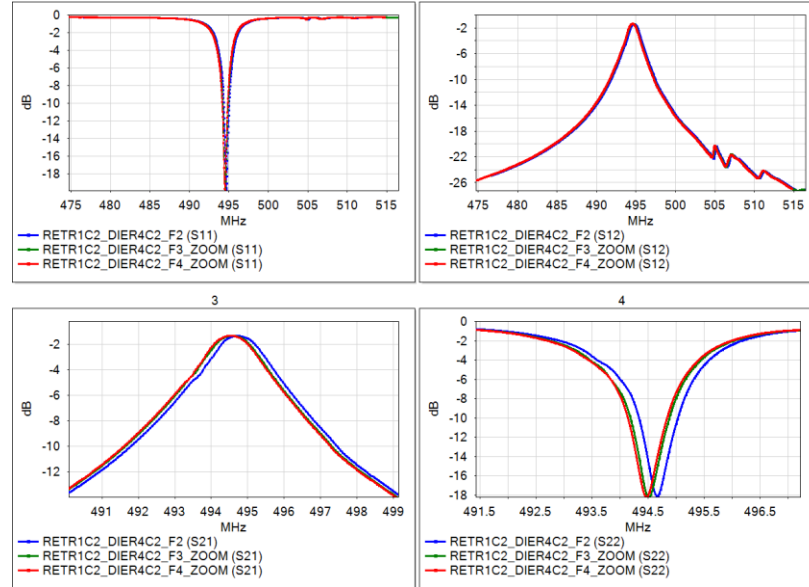 0
-2
-4
-6
-8
-10
-12
-14
-16
-18
dB
475 480 485 490 495 500 505 510 515
MHz
RETR1C2_DIER4C2_F2 (S11)
RETR1C2_DIER4C2_F3_ZOOM (S11)
RETR1C2_DIER4C2_F4_ZOOM (S11)
-2
-6
-10
-14
-18
-22
-26
dB
475 480 485 490 495 500 505 510 515
MHz
RETR1C2_DIER4C2_F2 (S12)
RETR1C2_DIER4C2_F3_ZOOM (S12)
RETR1C2_DIER4C2_F4_ZOOM (S12)
3
-2
-4
-6
-8
-10
-12
dB
491 492 493 494 495 496 497 498 499
MHz
RETR1C2_DIER4C2_F2 (S21)
RETR1C2_DIER4C2_F3_ZOOM (S21)
RETR1C2_DIER4C2_F4_ZOOM (S21)
4
0
-2
-4
-6
-8
-10
-12
-14
-16
-18
dB
491.5 492.5 493.5 494.5 495.5 496.5
MHz
RETR1C2_DIER4C2_F2 (S22)
RETR1C2_DIER4C2_F3_ZOOM (S22)
RETR1C2_DIER4C2_F4_ZOOM (S22)